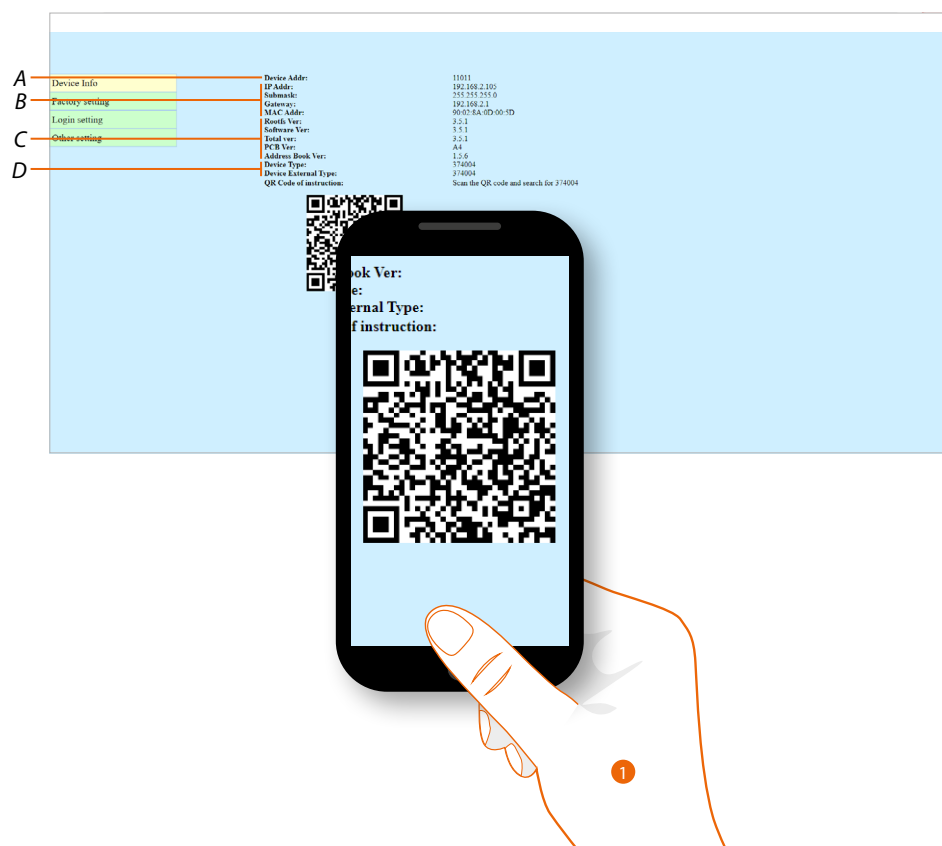 A
B
C
D
Device Info
Factory setting
Login setting
Other setting
Device Addr: 11011
IP Addr: 192.168.2.105
Submask: 255.255.255.0
Gateway: 192.168.2.1
MAC Addr: 90:02:8A:0D:00:5D
Rootfs Ver: 3.5.1
Software Ver: 3.5.1
Total ver: 3.5.1
PCB Ver: A4
Address Book Ver: 1.5.6
Device Type: 374004
Device External Type: 374004
QR Code of instruction: Scan the QR code and search for 374004
ook Ver:
e:
ernal Type:
f instruction:
1